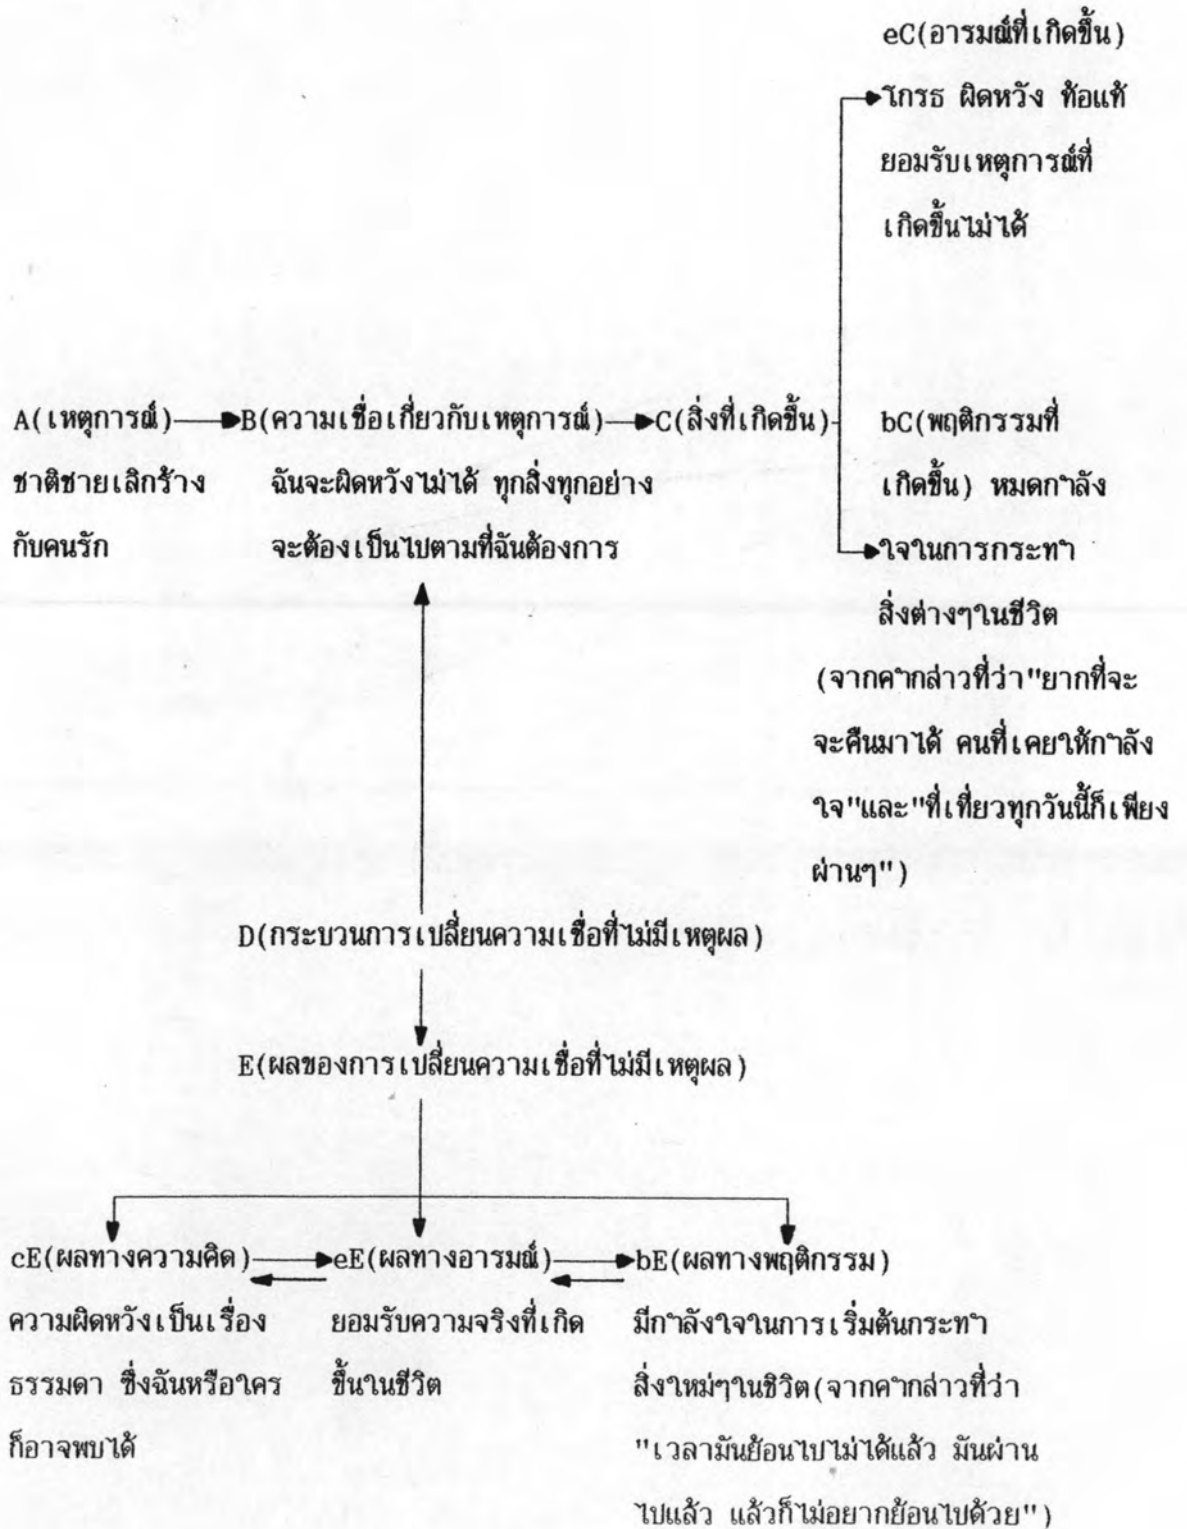 eC(อารมณ์ที่เกิดขึ้น)
โกรธ ผิดหวัง ท้อแท้
ยอมรับเหตุการณ์ที่
เกิดขึ้นไม่ได้
A(เหตุการณ์)
ชาติชายเลิกร้าง
กับคนรัก
B(ความเชื่อเกี่ยวกับเหตุการณ์)
ฉันจะผิดหวังไม่ได้ ทุกสิ่งทุกอย่าง
จะต้องเป็นไปตามที่ฉันต้องการ
C(สิ่งที่เกิดขึ้น)
bC(พฤติกรรมที่
เกิดขึ้น) หมดกำลัง
ใจในการกระทำ
สิ่งต่างๆในชีวิต
(จากคำกล่าวที่ว่า"ยากที่จะ
จะคืนมาได้ คนที่เคยให้กำลัง
ใจ"และ"ที่เที่ยวทุกวันนี้ก็เพียง
ผ่านๆ")
D(กระบวนการเปลี่ยนความเชื่อที่ไม่มีเหตุผล)
E(ผลของการเปลี่ยนความเชื่อที่ไม่มีเหตุผล)
cE(ผลทางความคิด)
ความผิดหวังเป็นเรื่อง
ธรรมดา ซึ่งฉันหรือใคร
ก็อาจพบได้
eE(ผลทางอารมณ์)
ยอมรับความจริงที่เกิด
ขึ้นในชีวิต
bE(ผลทางพฤติกรรม)
มีกำลังใจในการเริ่มต้นกระทำ
สิ่งใหม่ๆในชีวิต(จากคำกล่าวที่ว่า
"เวลามันย้อนไปไม่ได้แล้ว มันผ่าน
ไปแล้ว แล้วก็ไม่อยากย้อนไปด้วย")